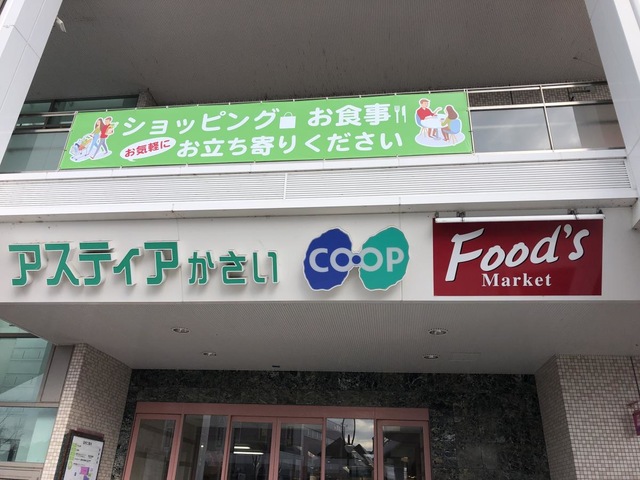 ショッピング お食事
お気軽に お立ち寄りください
アスティアかさい CO·OP Food's
Market